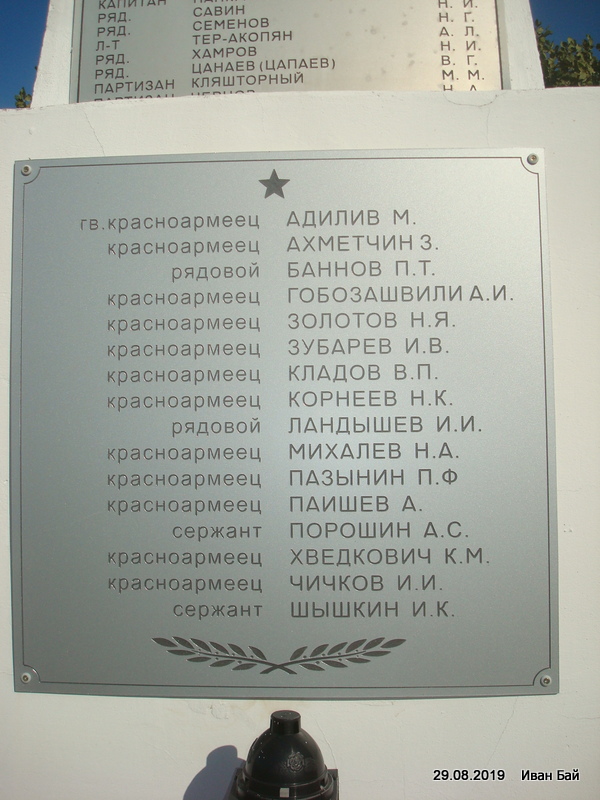 КАПИТАН И.
РЯД. САВИН Н. Г.
РЯД. СЕМЕНОВ А. Л.
Л-Т ТЕР-АКОПЯН Н. И.
РЯД. ХАМРОВ В. Г.
РЯД. ЦАНАЕВ (ЦАПАЕВ) М. М.
ПАРТИЗАН КЛЯШТОРНЫЙ
гв.красноармеец АДИЛИВ М.
красноармеец АХМЕТЧИН З.
рядовой БАННОВ П.Т.
красноармеец ГОБОЗАШВИЛИ А.И.
красноармеец ЗОЛОТОВ Н.Я.
красноармеец ЗУБАРЕВ И.В.
красноармеец КЛАДОВ В.П.
красноармеец КОРНЕЕВ Н.К.
рядовой ЛАНДЫШЕВ И.И.
красноармеец МИХАЛЕВ Н.А.
красноармеец ПАЗЫНИН П.Ф
красноармеец ПАИШЕВ А.
сержант ПОРОШИН А.С.
красноармеец ХВЕДКОВИЧ К.М.
красноармеец ЧИЧКОВ И.И.
сержант ШЫШКИН И.К.
29.08.2019 Иван Бай